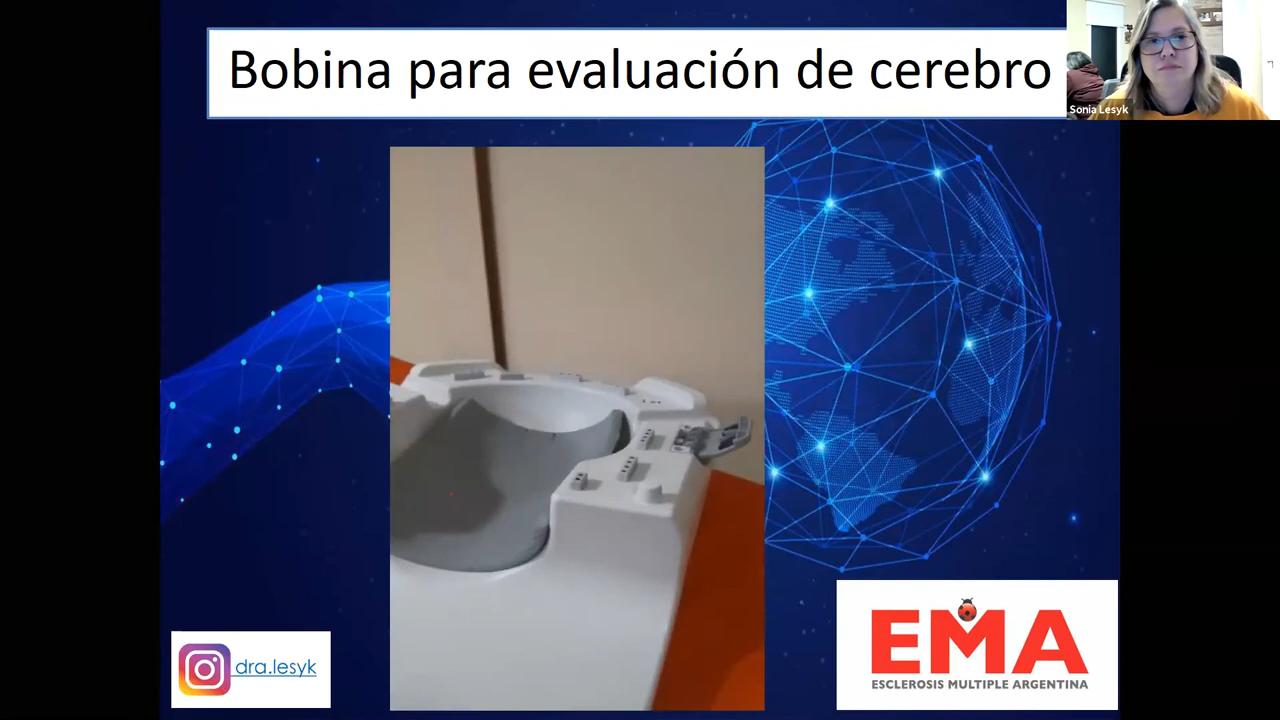 Bobina para evaluación de cerebro
Sonia Lesyk
dra.lesyk
EMA
ESCLEROSIS MULTIPLE ARGENTINA